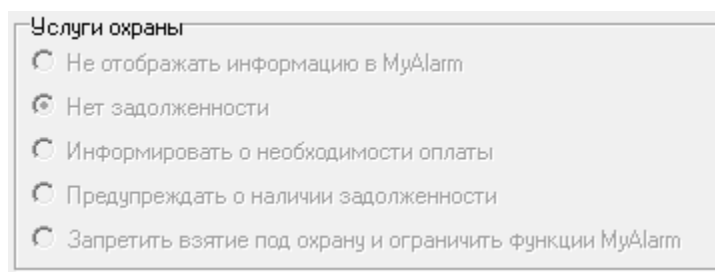 Услуги охраны
Не отображать информацию в MyAlarm
Нет задолженности
Информировать о необходимости оплаты
Предупреждать о наличии задолженности
Запретить взятие под охрану и ограничить функции MyAlarm